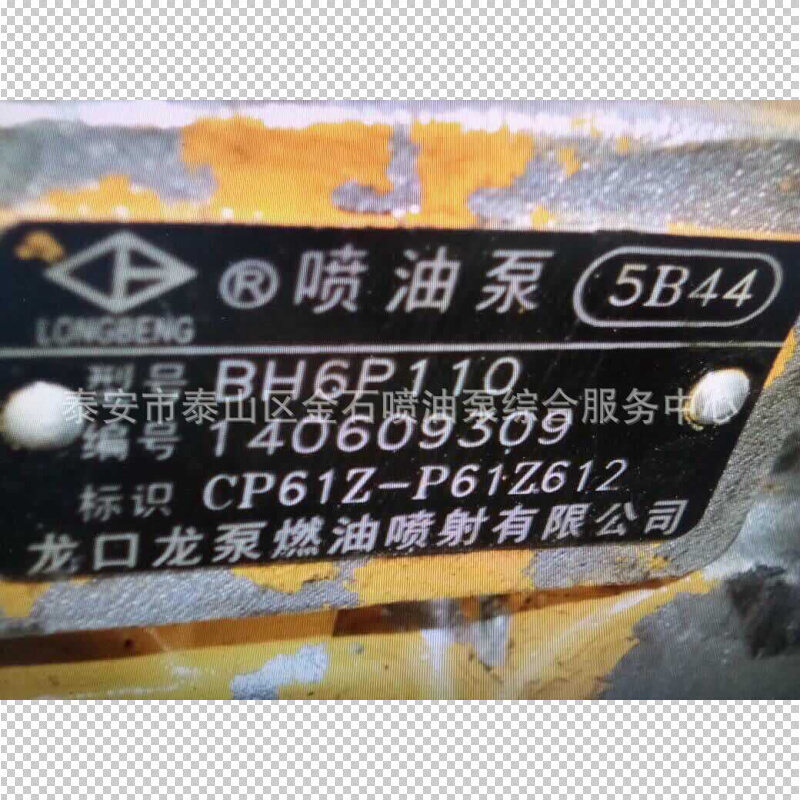 ® 喷油泵 5B44
LONGBENG
型号 BH6P110
泰安市泰山区金石喷油泵综合服务中心
编号 140609309
标识 CP61Z-P61Z612
龙口龙泵燃油喷射有限公司